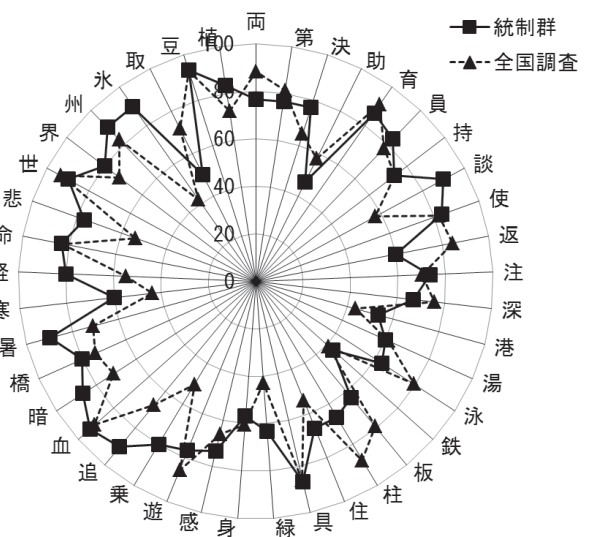 統制群
全国調査
両
第
決
助
育
員
持
談
使
返
注
深
港
湯
泳
鉄
板
柱
住
具
緑
身
感
遊
乗
追
血
暗
橋
暑
寒
軽
命
悲
世
界
州
氷
取
豆
植
100
80
60
40
20
0